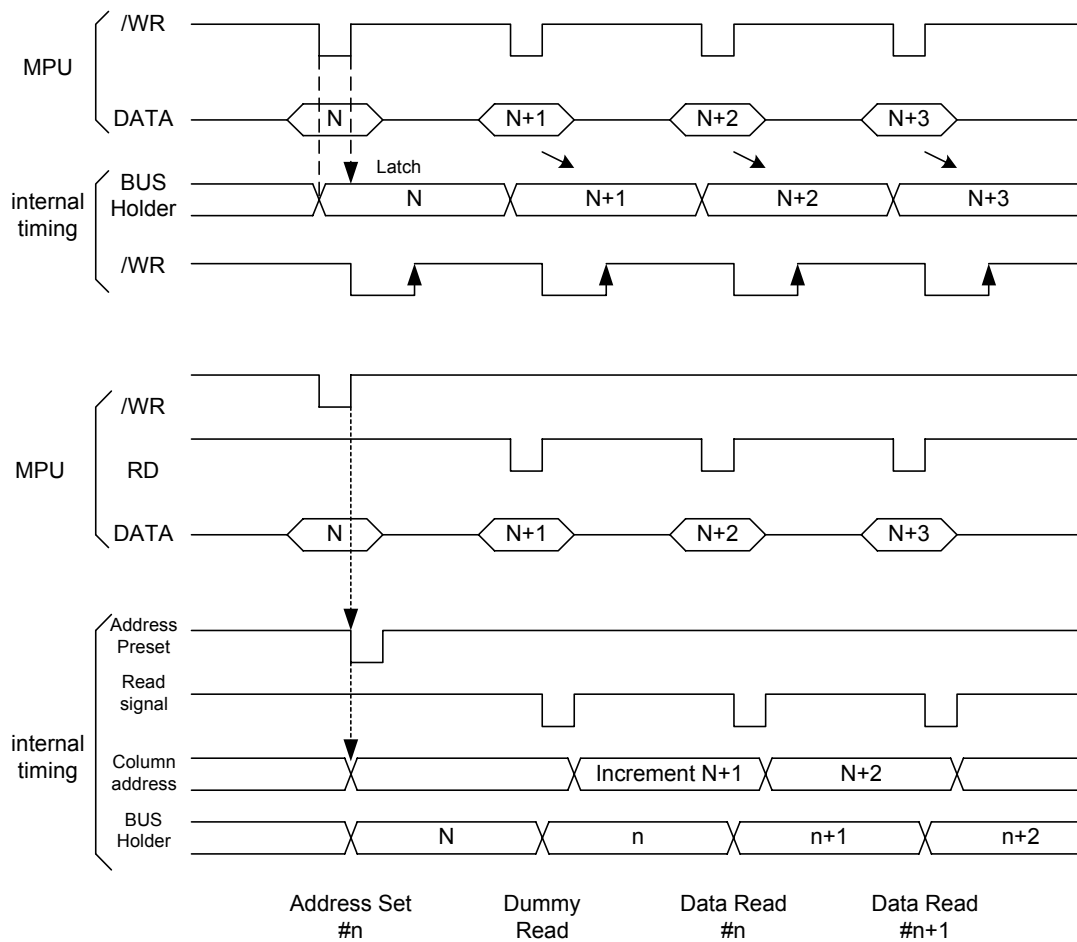 /WR
MPU
DATA
N
N+1
N+2
N+3
Latch
internal
timing
BUS
Holder
N
N+1
N+2
N+3
/WR
/WR
MPU
RD
DATA
N
N+1
N+2
N+3
Address
Preset
Read
signal
internal
timing
Column
address
Increment N+1
N+2
BUS
Holder
N
n
n+1
n+2
Address Set
#n
Dummy
Read
Data Read
#n
Data Read
#n+1